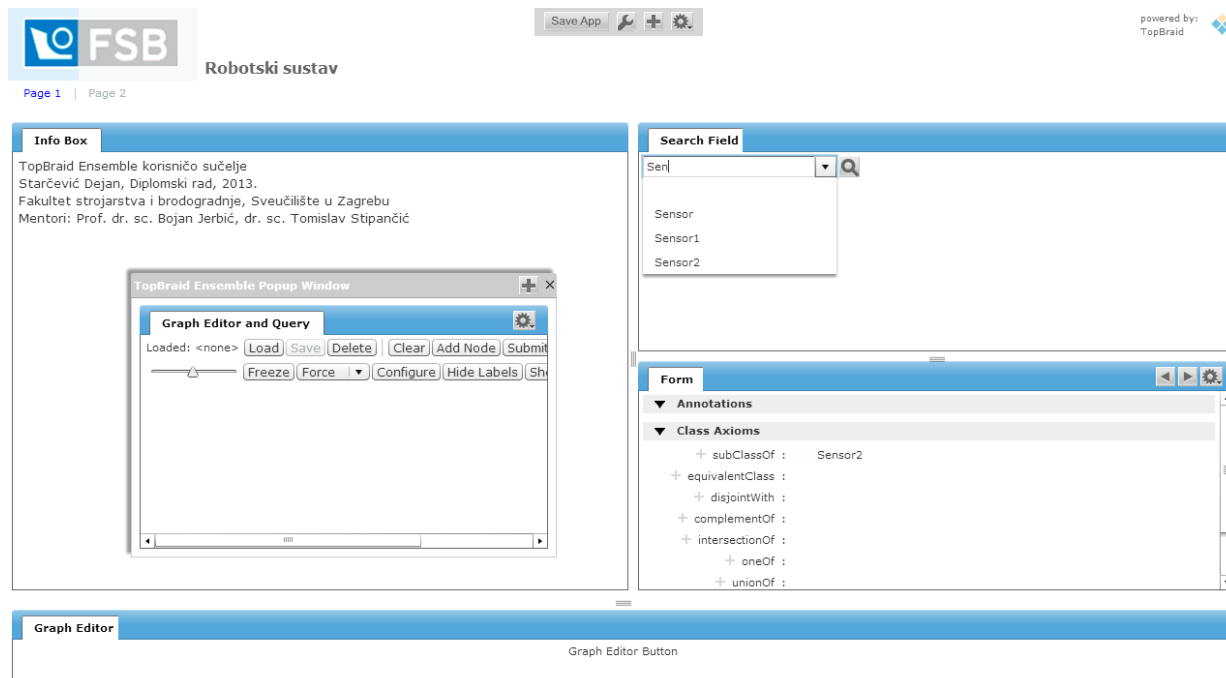 FSB
Save App
powered by:
TopBraid
Robotski sustav
Page 1 | Page 2
Info Box
TopBraid Ensemble korisničo sučelje
Starčević Dejan, Diplomski rad, 2013.
Fakultet strojarstva i brodogradnje, Sveučilište u Zagrebu
Mentori: Prof. dr. sc. Bojan Jerbić, dr. sc. Tomislav Stipančić
TopBraid Ensemble Popup Window
Graph Editor and Query
Loaded: <none> Load Save Delete Clear Add Node Submit
Freeze Force Configure Hide Labels Sh
Search Field
Sen
Sensor
Sensor1
Sensor2
Form
Annotations
Class Axioms
subClassOf : Sensor2
equivalentClass :
disjointWith :
complementOf :
intersectionOf :
oneOf :
unionOf :
Graph Editor
Graph Editor Button